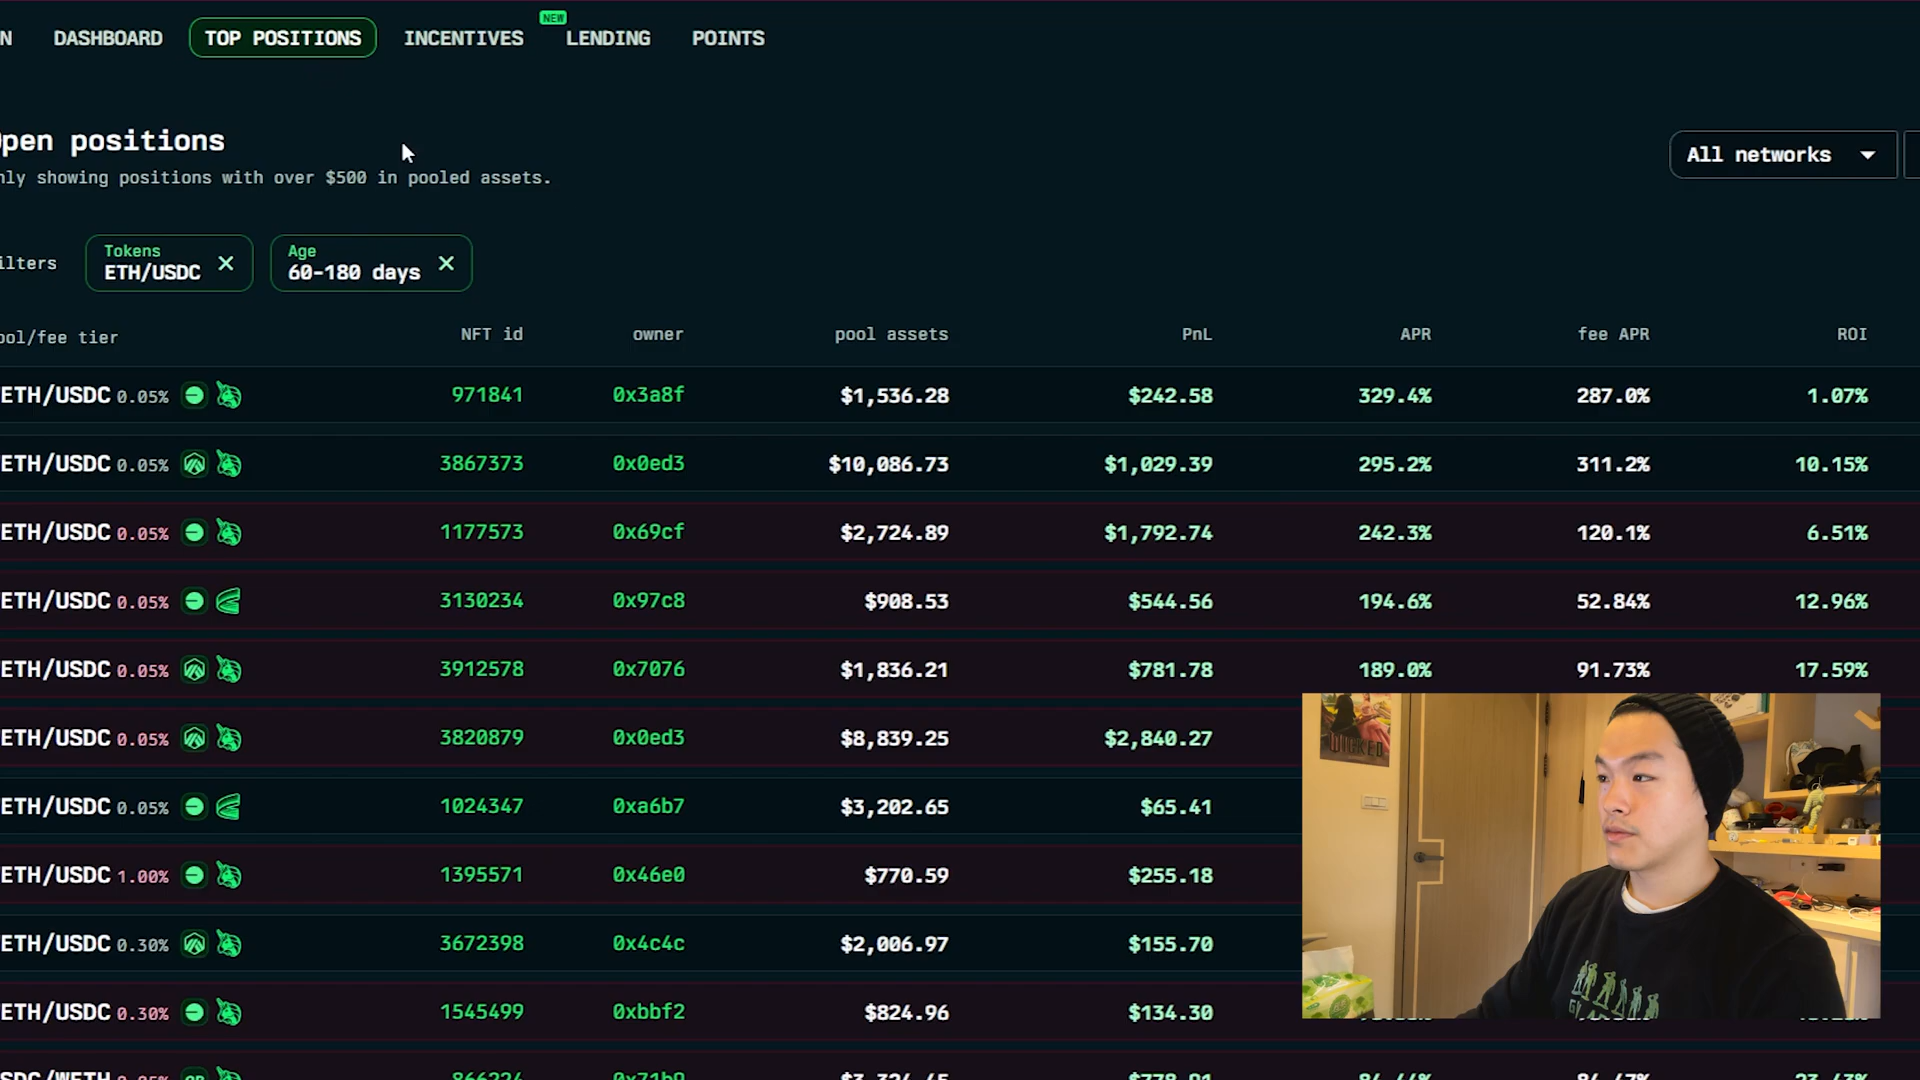 N DASHBOARD TOP POSITIONS INCENTIVES NEW LENDING POINTS
pen positions
nly showing positions with over $500 in pooled assets.
All networks
ilters
Tokens
ETH/USDC
Age
60-180 days
ool/fee tier NFT id owner pool assets PnL APR fee APR ROI
ETH/USDC 0.05% 971841 0x3a8f $1,536.28 $242.58 329.4% 287.0% 1.07%
ETH/USDC 0.05% 3867373 0x0ed3 $10,086.73 $1,029.39 295.2% 311.2% 10.15%
ETH/USDC 0.05% 1177573 0x69cf $2,724.89 $1,792.74 242.3% 120.1% 6.51%
ETH/USDC 0.05% 3130234 0x97c8 $908.53 $544.56 194.6% 52.84% 12.96%
ETH/USDC 0.05% 3912578 0x7076 $1,836.21 $781.78 189.0% 91.73% 17.59%
ETH/USDC 0.05% 3820879 0x0ed3 $8,839.25 $2,840.27
ETH/USDC 0.05% 1024347 0xa6b7 $3,202.65 $65.41
ETH/USDC 1.00% 1395571 0x46e0 $770.59 $255.18
ETH/USDC 0.30% 3672398 0x4c4c $2,006.97 $155.70
ETH/USDC 0.30% 1545499 0xbbf2 $824.96 $134.30
WICKED